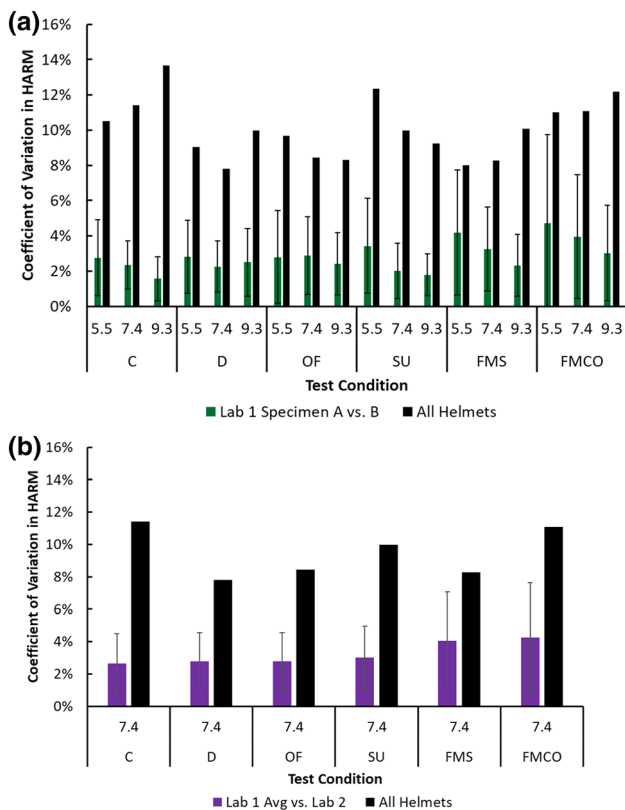 (a)
16%
14%
12%
10%
8%
6%
4%
2%
0%
Coefficient of Variation in HARM
5.5 7.4 9.3 5.5 7.4 9.3 5.5 7.4 9.3 5.5 7.4 9.3 5.5 7.4 9.3 5.5 7.4 9.3
C D OF SU FMS FMCO
Test Condition
Lab 1 Specimen A vs. B All Helmets
(b)
16%
14%
12%
10%
8%
6%
4%
2%
0%
Coefficient of Variation in HARM
7.4 7.4 7.4 7.4 7.4 7.4
C D OF SU FMS FMCO
Test Condition
Lab 1 Avg vs. Lab 2 All Helmets